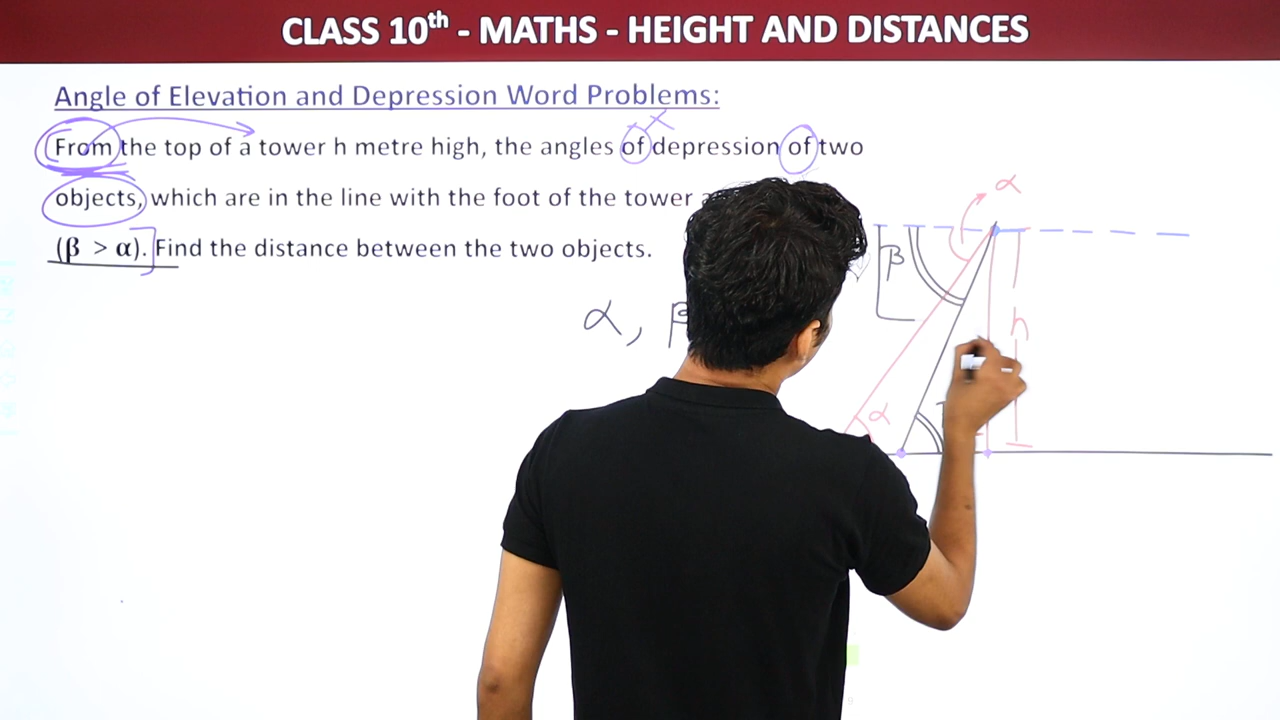 CLASS 10th - MATHS - HEIGHT AND DISTANCES
Angle of Elevation and Depression Word Problems:
From the top of a tower h metre high, the angles of depression of two
objects, which are in the line with the foot of the tower
(β > α). Find the distance between the two objects.
α
β
α, β
h
α